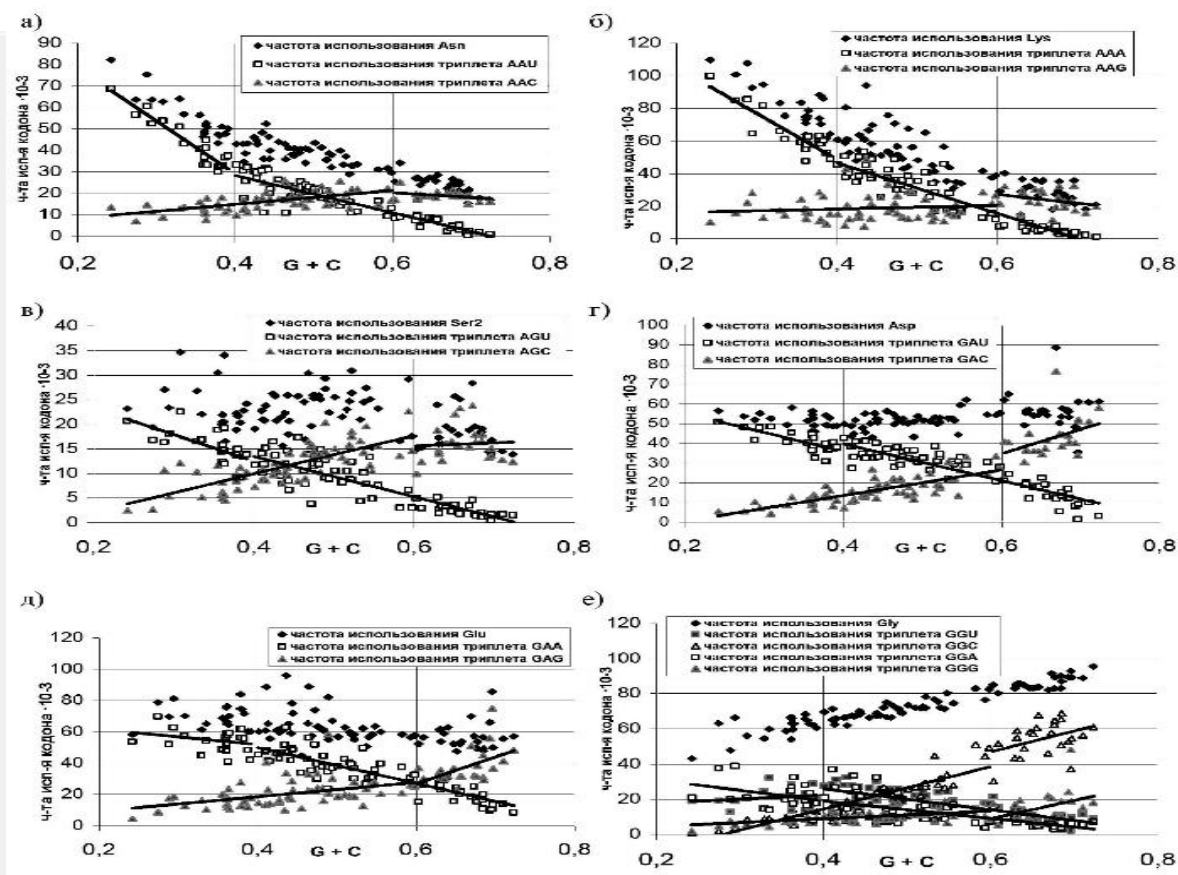 а)
◆частота использования Asn
□частота использования триплета AAU
▲частота использования триплета AAC
ч-та исп-я кодона ·10-3
90
80
70
60
50
40
30
20
10
0
0,2
0,4
G + C
0,6
0,8
б)
◆частота использования Lys
□частота использования триплета AAA
▲частота использования триплета AAG
ч-та исп-я кодона ·10-3
120
100
80
60
40
20
0
0,2
0,4
G + C
0,6
0,8
в)
◆частота использования Ser2
□частота использования триплета AGU
▲частота использования триплета AGC
ч-та исп-я кодона ·10-3
40
35
30
25
20
15
10
5
0
0,2
0,4
G + C
0,6
0,8
г)
◆частота использования Asp
□частота использования триплета GAU
▲частота использования триплета GAC
ч-та исп-я кодона ·10-3
100
90
80
70
60
50
40
30
20
10
0
0,2
0,4
G + C
0,6
0,8
д)
◆частота использования Glu
□частота использования триплета GAA
▲частота использования триплета GAG
ч-та исп-я кодона ·10-3
120
100
80
60
40
20
0
0,2
0,4
G + C
0,6
0,8
е)
◆частота использования Gly
■частота использования триплета GGU
△частота использования триплета GGC
□частота использования триплета GGA
▲частота использования триплета GGG
ч-та исп-я кодона ·10-3
120
100
80
60
40
20
0
0,2
0,4
G + C
0,6
0,8